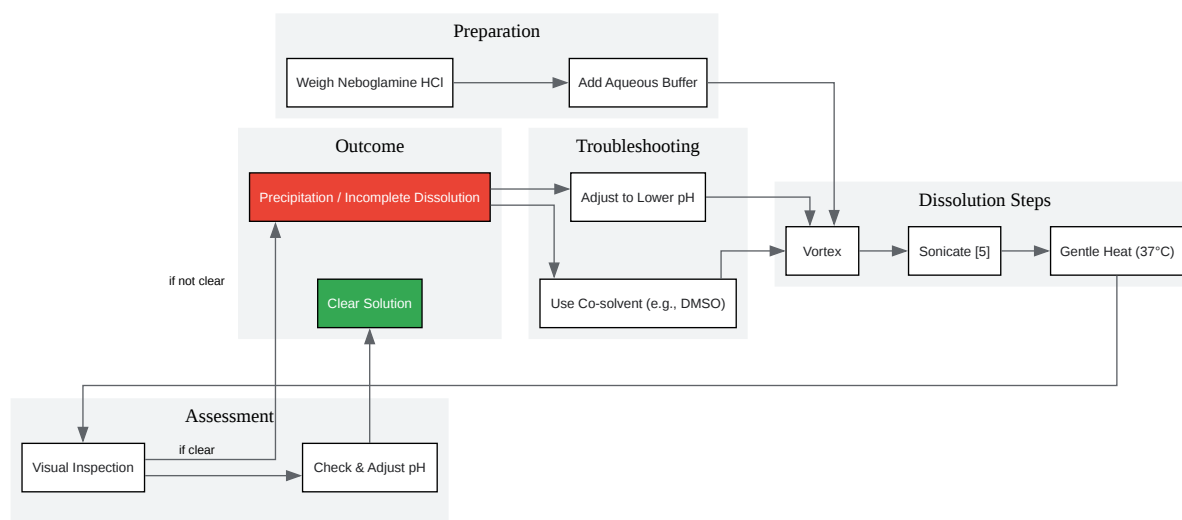 Preparation
Weigh Neboglamine HCl
Add Aqueous Buffer
Outcome
Precipitation / Incomplete Dissolution
Clear Solution
Troubleshooting
Adjust to Lower pH
Use Co-solvent (e.g., DMSO)
Dissolution Steps
Vortex
Sonicate [5]
Gentle Heat (37°C)
if not clear
Assessment
Visual Inspection
if clear
Check & Adjust pH